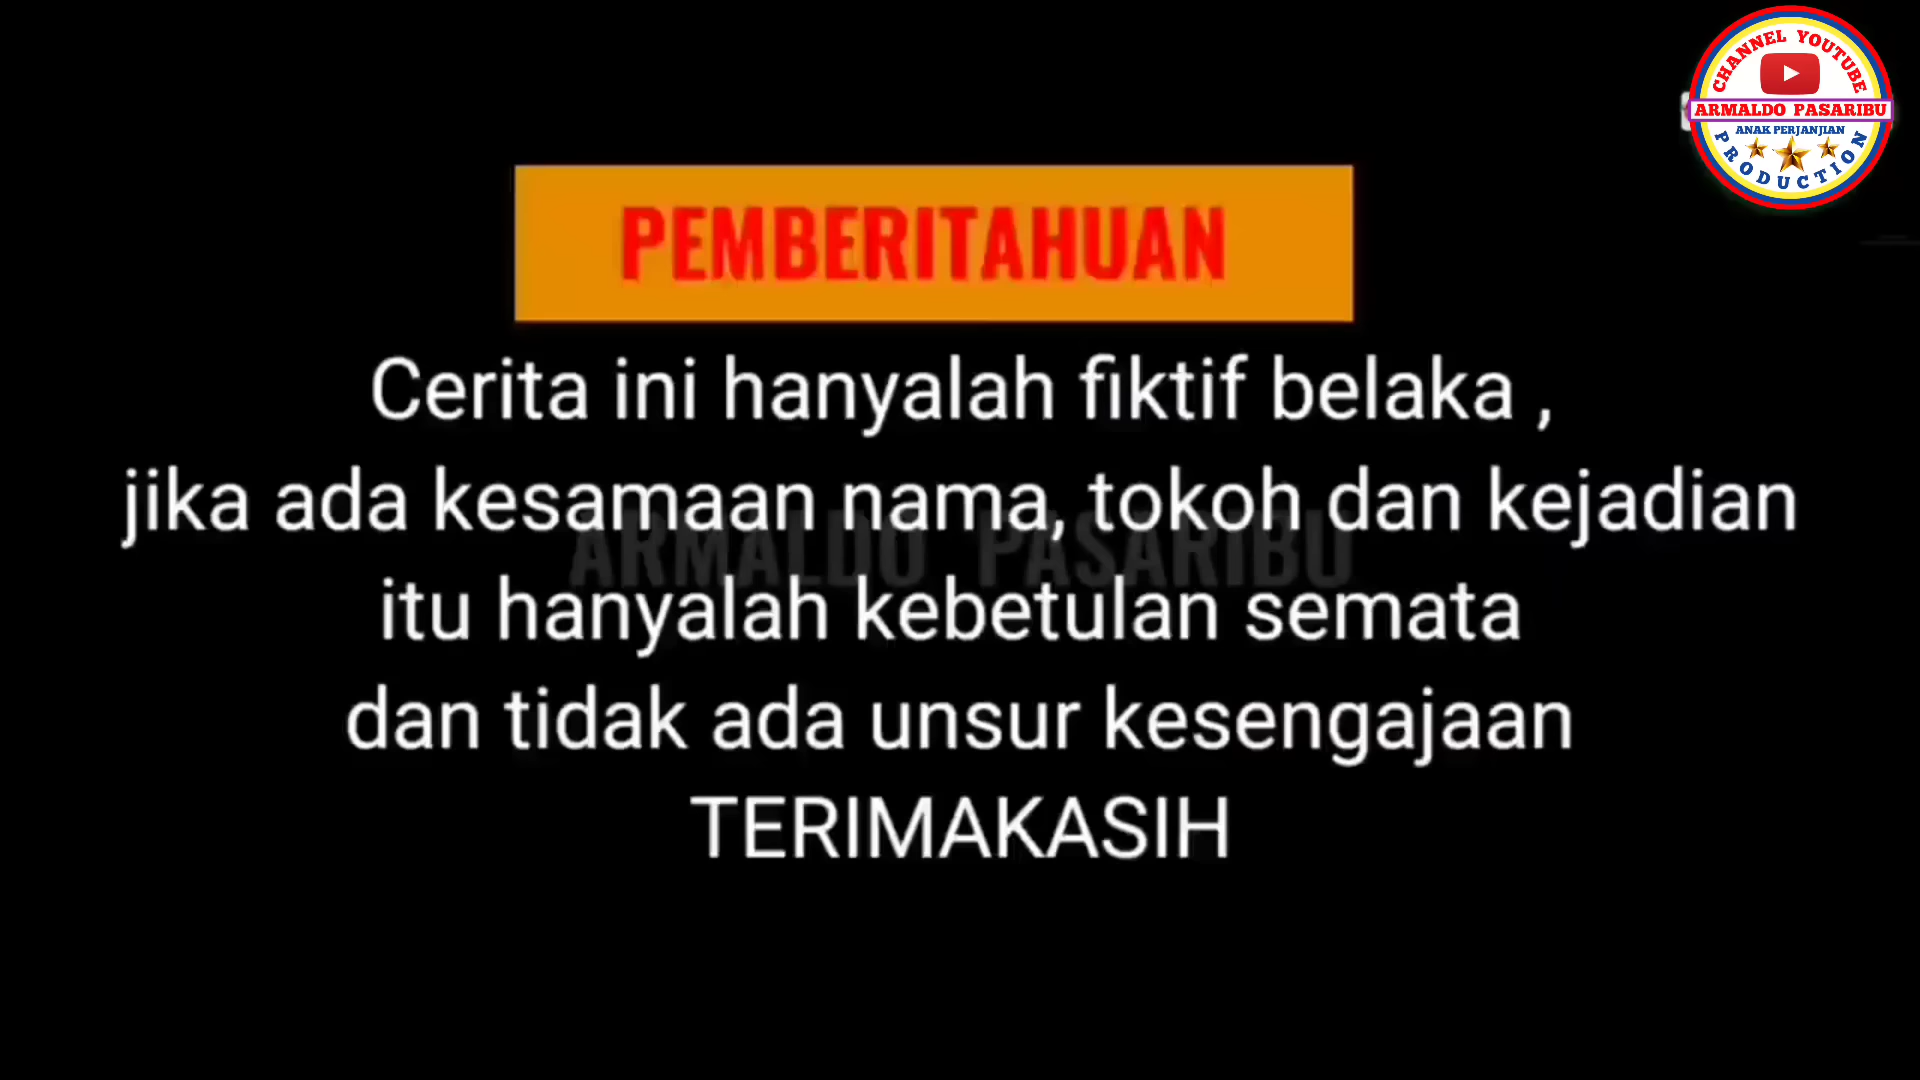 CHANNEL YOUTUBE
ARMALDO PASARIBU
ANAK PERJANJIAN
PRODUCTION
PEMBERITAHUAN
Cerita ini hanyalah fiktif belaka ,
jika ada kesamaan nama, tokoh dan kejadian
ARMALDO PASARIBU
itu hanyalah kebetulan semata
dan tidak ada unsur kesengajaan
TERIMAKASIH